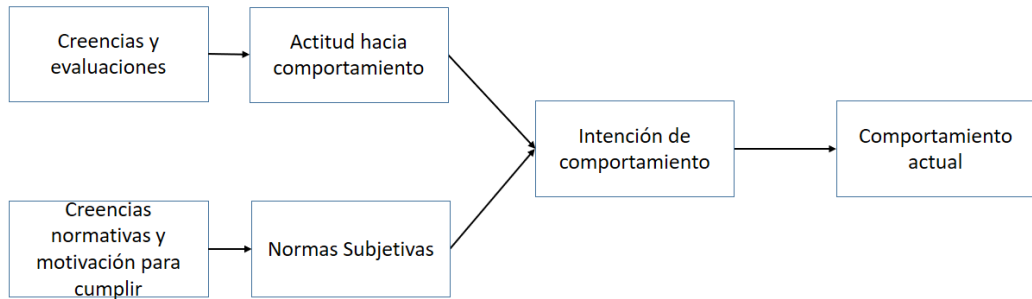 Creencias y
evaluaciones
Actitud hacia
comportamiento
Intención de
comportamiento
Comportamiento
actual
Creencias
normativas y
motivación para
cumplir
Normas Subjetivas